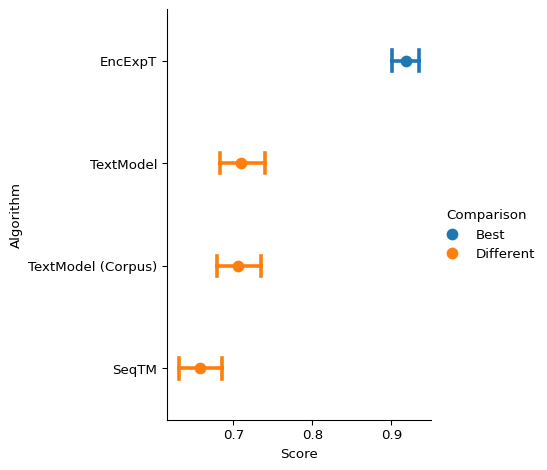 EncExpT
TextModel
TextModel (Corpus)
SeqTM
Algorithm
0.7 0.8 0.9
Score
Comparison
Best
Different